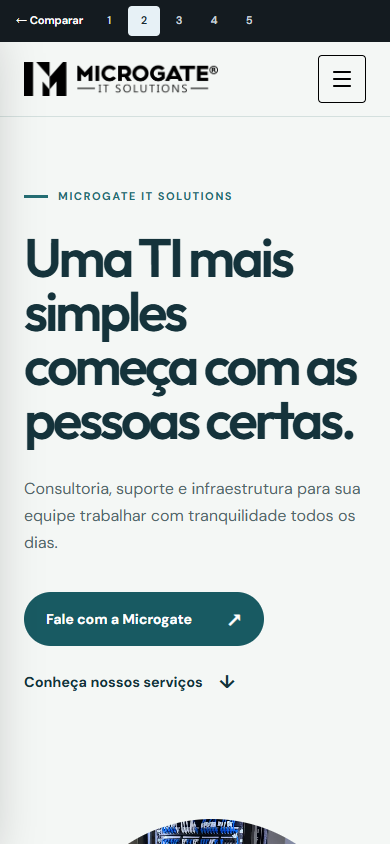 ← Comparar 1 2 3 4 5
MICROGATE®
IT SOLUTIONS
MICROGATE IT SOLUTIONS
Uma TI mais
simples
começa com as
pessoas certas.
Consultoria, suporte e infraestrutura para sua
equipe trabalhar com tranquilidade todos os
dias.
Fale com a Microgate ↗
Conheça nossos serviços ↓